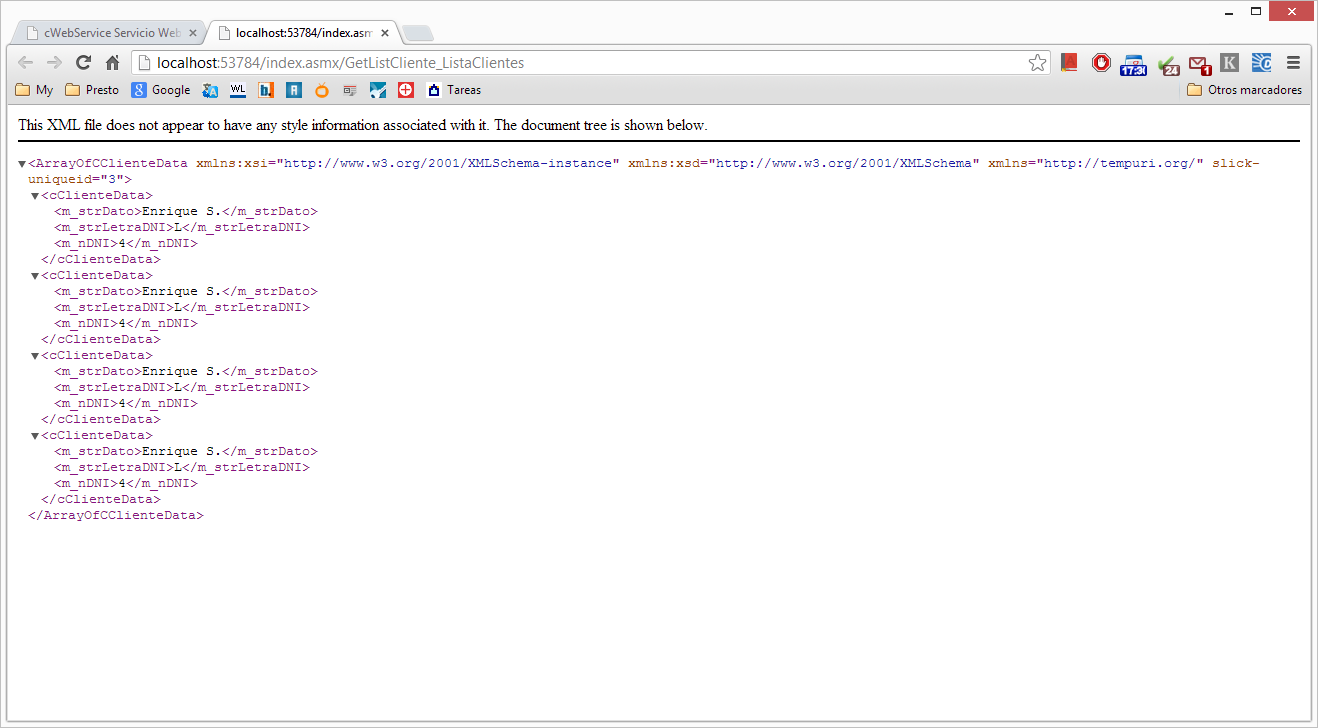 cWebService Servicio Web
localhost:53784/index.asm
localhost:53784/index.asmx/GetListCliente_ListaClientes
24
1
K
My Presto Google WL b. Tareas Otros marcadores
This XML file does not appear to have any style information associated with it. The document tree is shown below.
▼<ArrayOfCClienteData xmlns:xsi="http://www.w3.org/2001/XMLSchema-instance" xmlns:xsd="http://www.w3.org/2001/XMLSchema" xmlns="http://tempuri.org/" slick-
uniqueid="3">
▼<cClienteData>
<m_strDato>Enrique S.</m_strDato>
<m_strLetraDNI>L</m_strLetraDNI>
<m_nDNI>4</m_nDNI>
</cClienteData>
▼<cClienteData>
<m_strDato>Enrique S.</m_strDato>
<m_strLetraDNI>L</m_strLetraDNI>
<m_nDNI>4</m_nDNI>
</cClienteData>
▼<cClienteData>
<m_strDato>Enrique S.</m_strDato>
<m_strLetraDNI>L</m_strLetraDNI>
<m_nDNI>4</m_nDNI>
</cClienteData>
▼<cClienteData>
<m_strDato>Enrique S.</m_strDato>
<m_strLetraDNI>L</m_strLetraDNI>
<m_nDNI>4</m_nDNI>
</cClienteData>
</ArrayOfCClienteData>